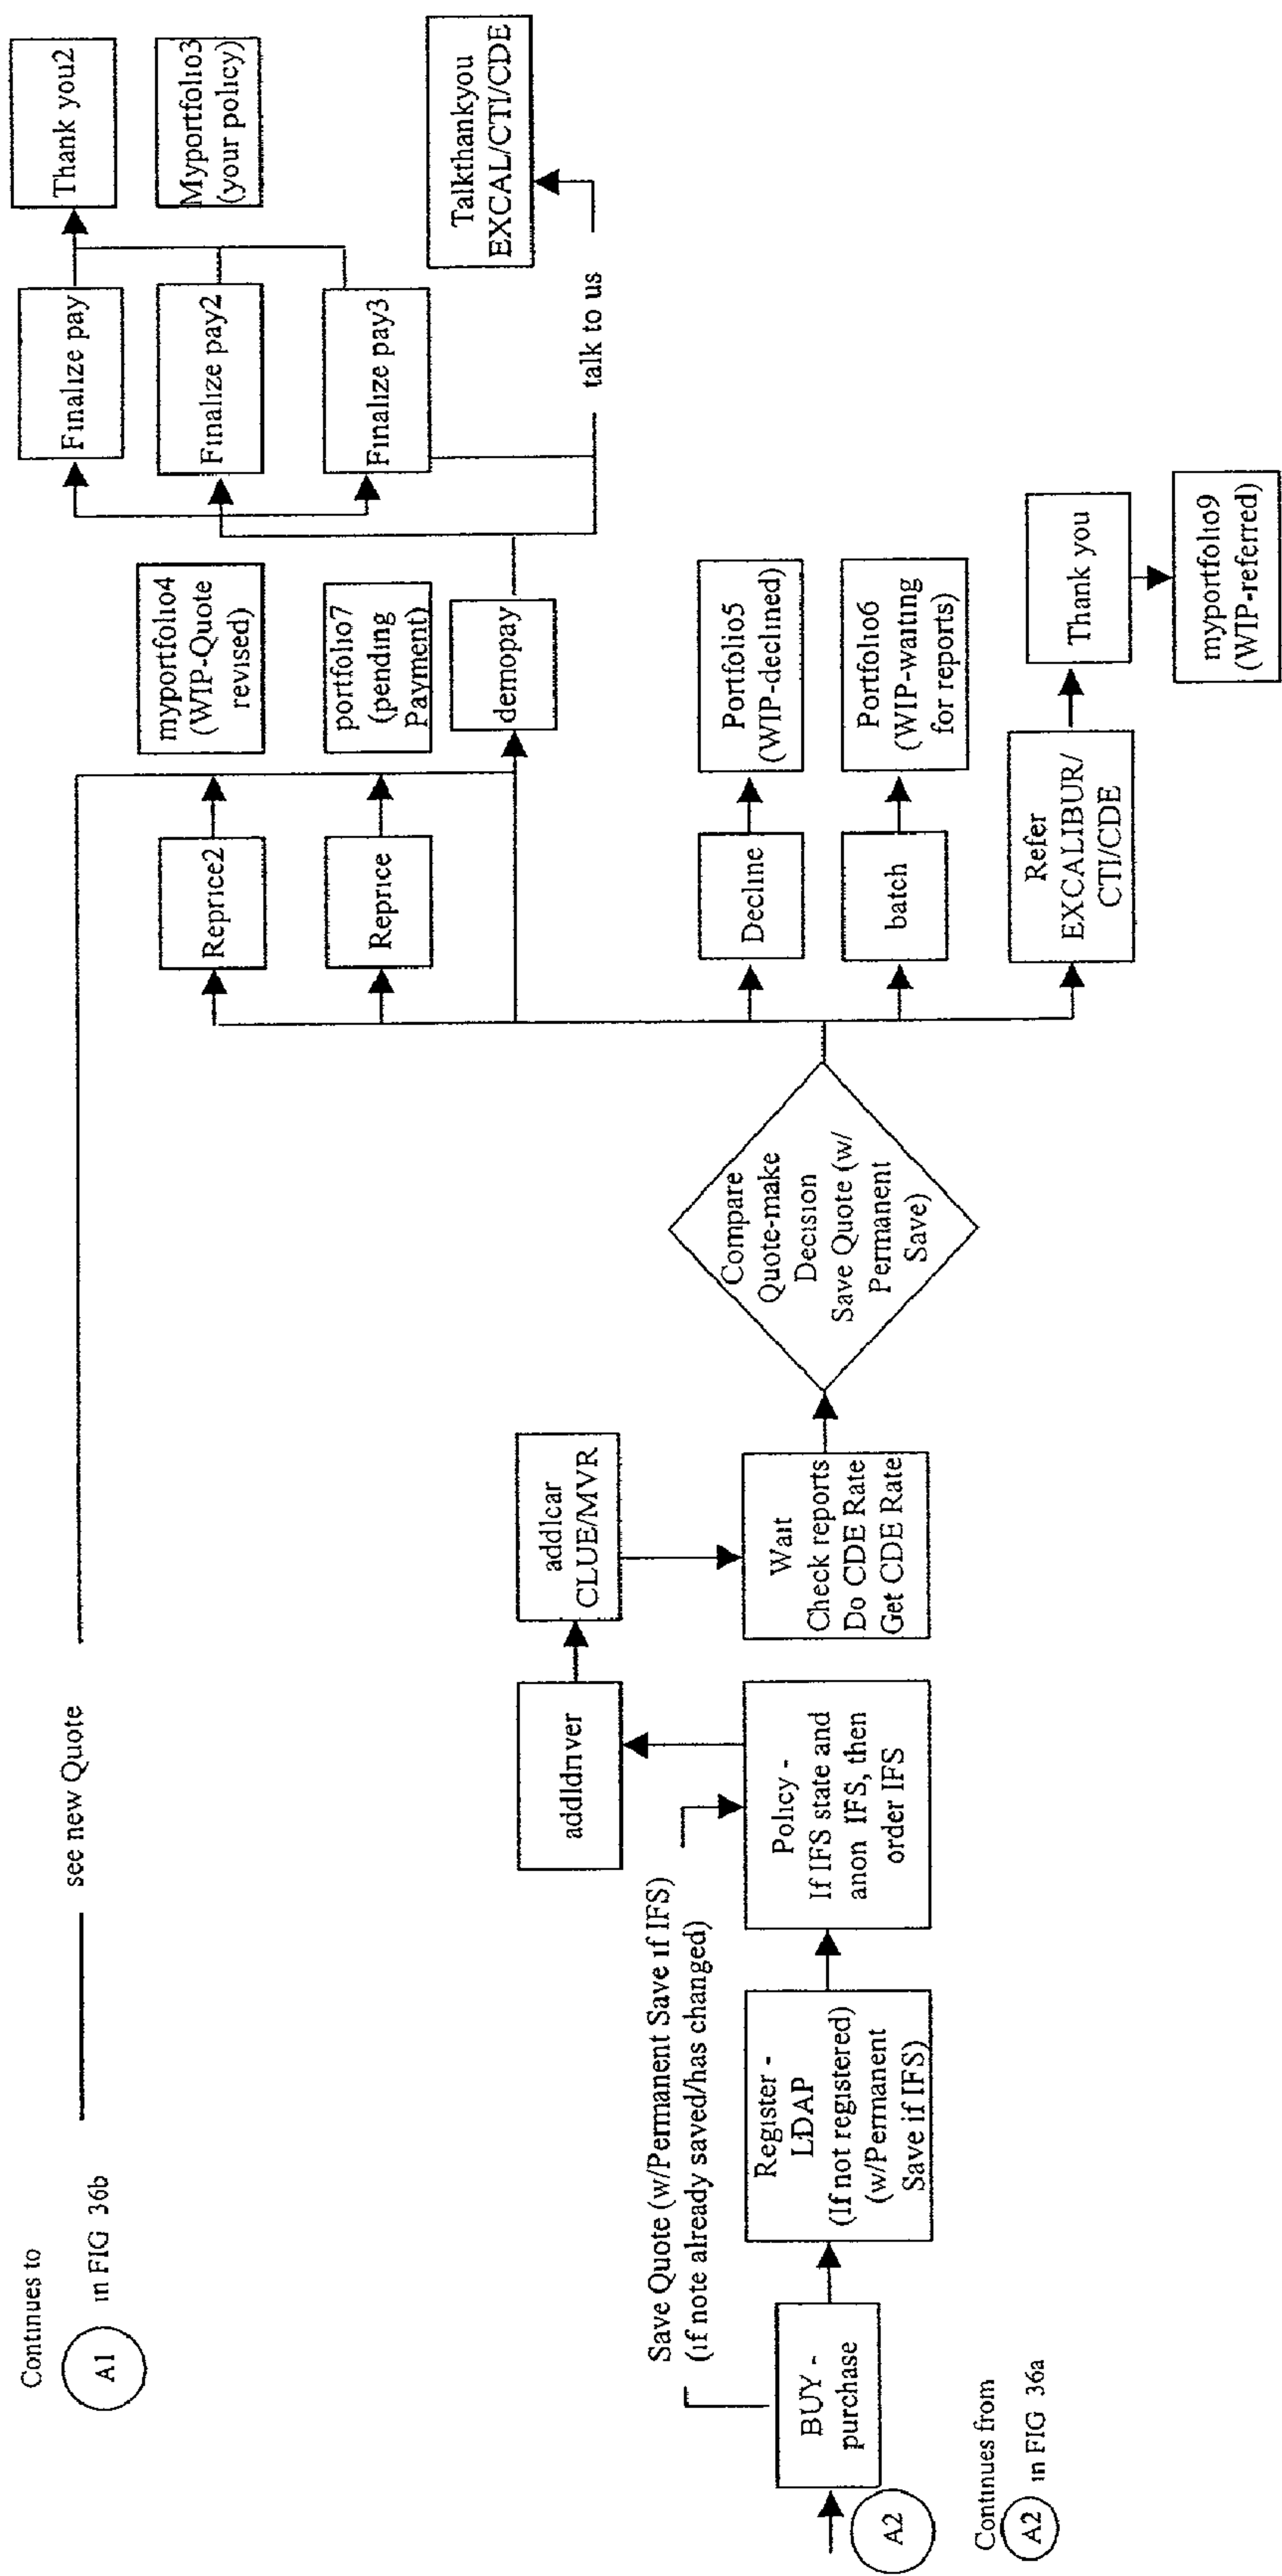 Continues to
A1
in FIG 36b
see new Quote
Reprice2
myportfolio4
(WIP-Quote
revised)
Reprice
portfolio7
(pending
Payment)
demopay
Finalize pay
Finalize pay2
Finalize pay3
Thank you2
Myportfolio3
(your policy)
talk to us
Talkthankyou
EXCAL/CTI/CDE
Save Quote (w/Permanent Save if IFS)
(if note already saved/has changed)
addldriver
addlcar
CLUE/MVR
A2
BUY -
purchase
Register -
LDAP
(If not registered)
(w/Permanent
Save if IFS)
Policy -
If IFS state and
anon IFS, then
order IFS
Wait
Check reports
Do CDE Rate
Get CDE Rate
Compare
Quote-make
Decision
Save Quote (w/
Permanent
Save)
Decline
Portfolio5
(WIP-declined)
batch
Portfolio6
(WIP-waiting
for reports)
Refer
EXCALIBUR/
CTI/CDE
Thank you
myportfolio9
(WIP-referred)
Continues from
A2
in FIG 36a